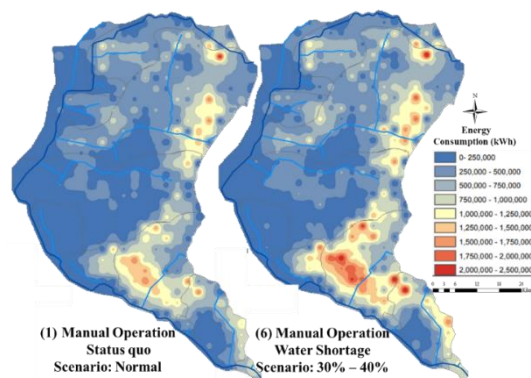 N
Energy
Consumption (kWh)
0- 250,000
250,000 - 500,000
500,000 - 750,000
750,000 - 1,000,000
1,000,000 - 1,250,000
1,250,000 - 1,500,000
1,500,000 - 1,750,000
1,750,000 - 2,000,000
2,000,000 - 2,500,000
(1) Manual Operation
Status quo
Scenario: Normal
(6) Manual Operation
Water Shortage
Scenario: 30% – 40%